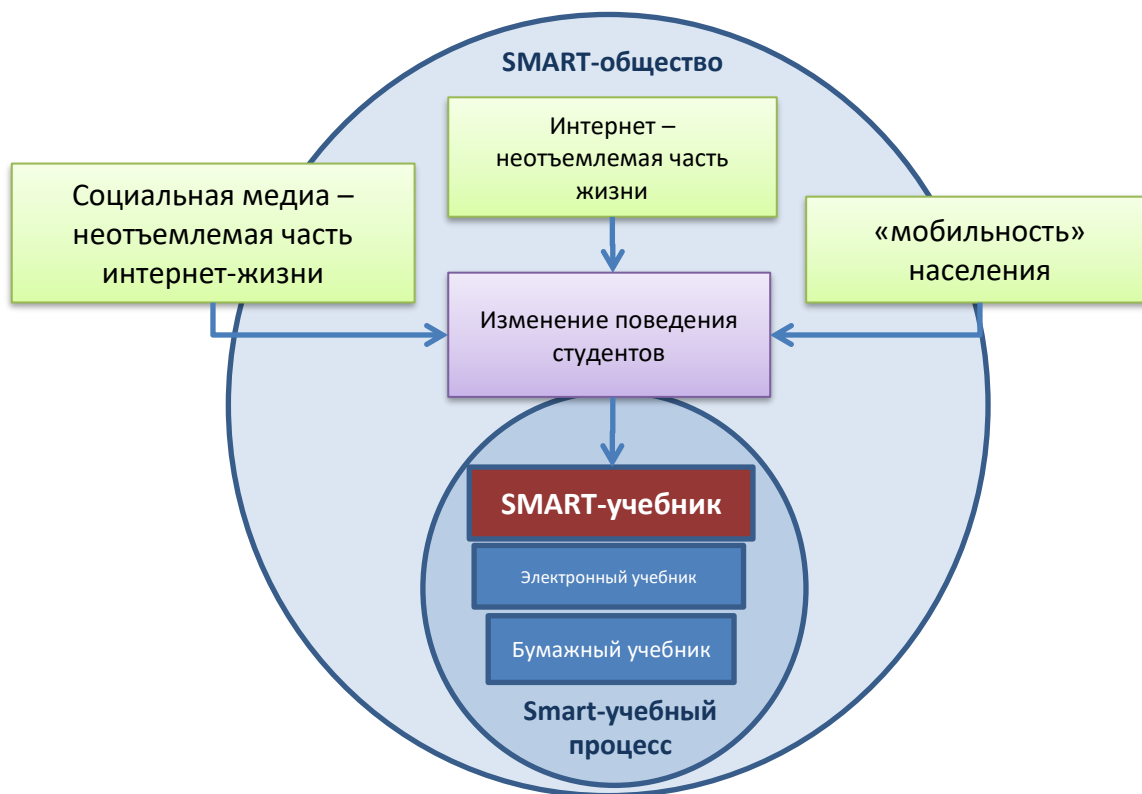 SMART-общество
Интернет –
неотъемлемая часть
жизни
Социальная медиа –
неотъемлемая часть
интернет-жизни
«мобильность»
населения
Изменение поведения
студентов
SMART-учебник
Электронный учебник
Бумажный учебник
Smart-учебный
процесс